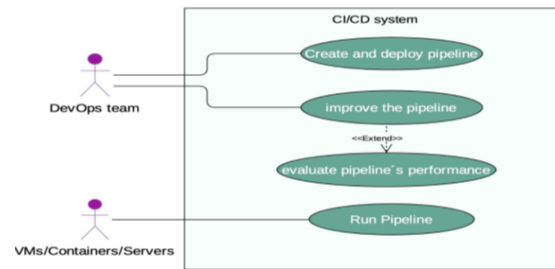 CI/CD system
Create and deploy pipeline
DevOps team
improve the pipeline
<<Extend>>
evaluate pipeline´s performance
Run Pipeline
VMs/Containers/Servers